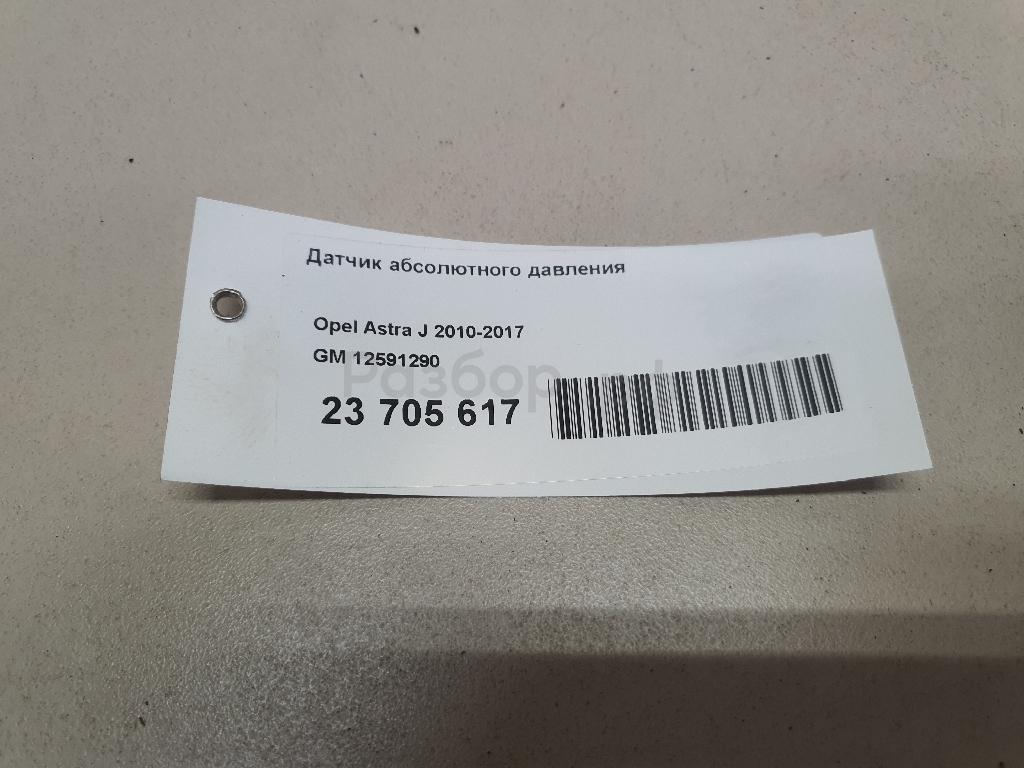 Датчик абсолютного давления
Opel Astra J 2010-2017
GM 12591290
23 705 617